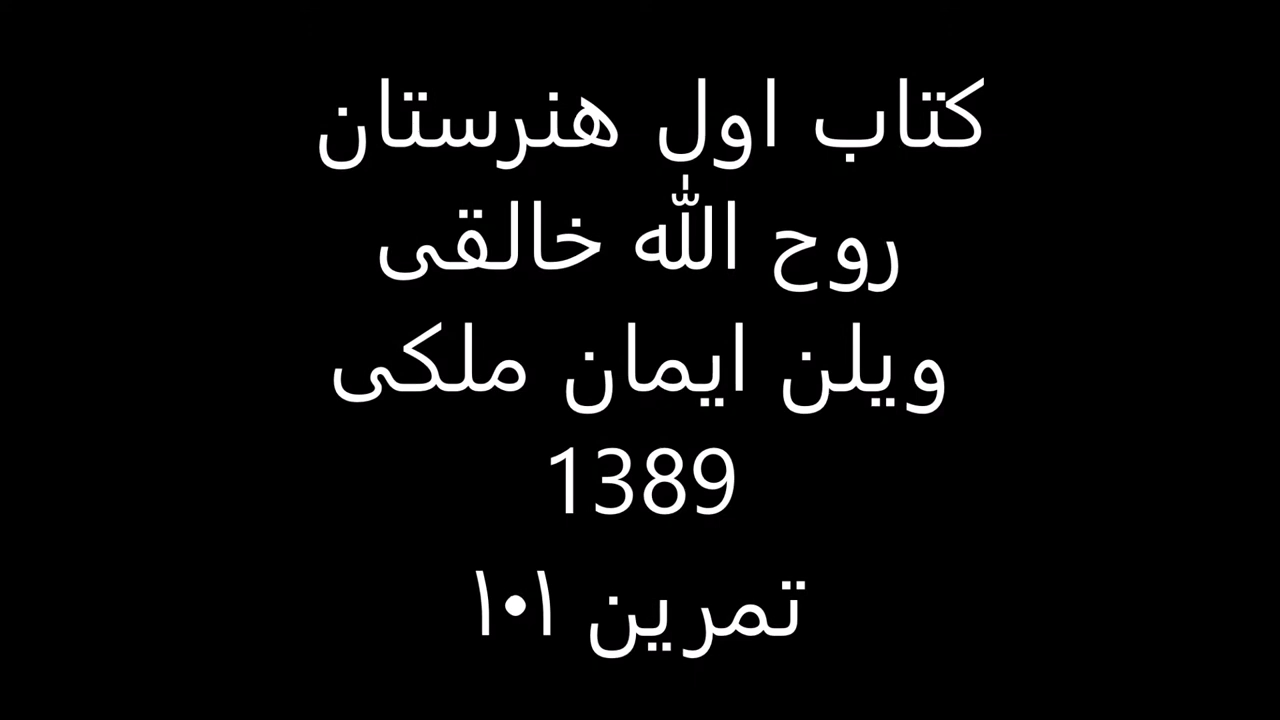 کتاب اول هنرستان
روح الله خالقی
ویلن ایمان ملکی
1389
تمرین ۱۰۱